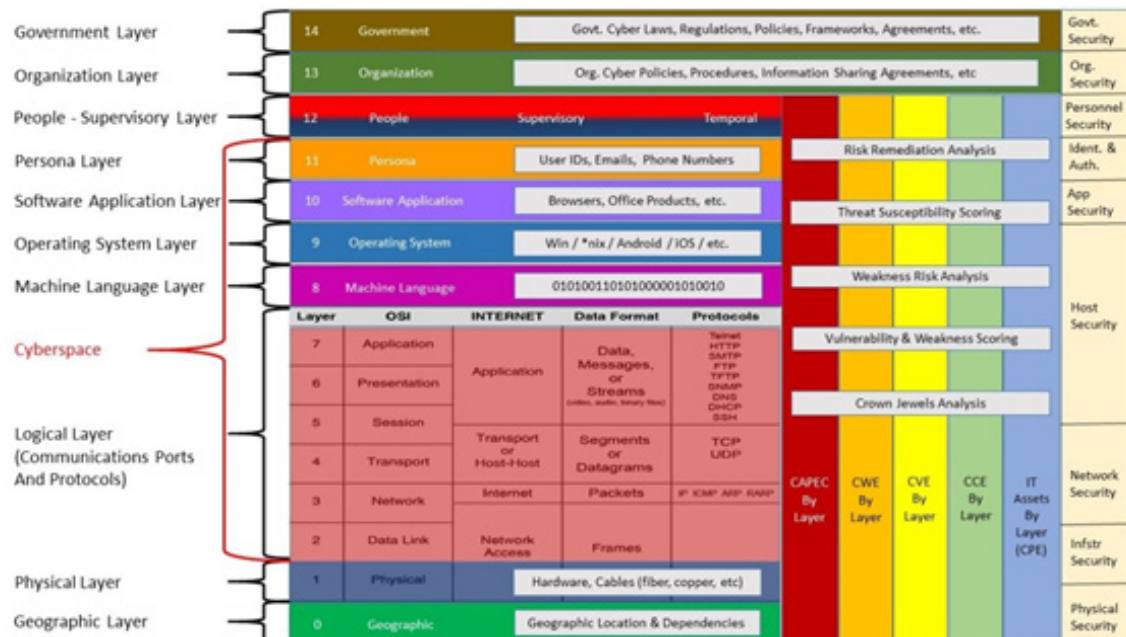 Government Layer
14 Government Govt. Cyber Laws, Regulations, Policies, Frameworks, Agreements, etc.
Govt.
Security
Organization Layer
13 Organization Org. Cyber Policies, Procedures, Information Sharing Agreements, etc
Org.
Security
People - Supervisory Layer
12 People Supervisory Temporal
Personnel
Security
Persona Layer
11 Persona User IDs, Emails, Phone Numbers
Risk Remediation Analysis
Ident. &
Auth.
Software Application Layer
10 Software Application Browsers, Office Products, etc.
Threat Susceptibility Scoring
App
Security
Operating System Layer
9 Operating System Win / *nix / Android / iOS / etc.
Machine Language Layer
8 Machine Language 010100110101000001010010
Weakness Risk Analysis
Host
Security
Cyberspace
Layer OSI INTERNET Data Format Protocols
7 Application
6 Presentation
5 Session
4 Transport
3 Network
2 Data Link
Application
Transport
or
Host-Host
Internet
Network
Access
Data,
Messages,
or
Streams
(video, audio, binary files)
Segments
or
Datagrams
Packets
Frames
Telnet
HTTP
SMTP
FTP
TFTP
SNMP
DNS
DHCP
SSH
TCP
UDP
IP ICMP ARP RARP
Vulnerability & Weakness Scoring
Crown Jewels Analysis
Logical Layer
(Communications Ports
And Protocols)
CAPEC
By
Layer
CWE
By
Layer
CVE
By
Layer
CCE
By
Layer
IT
Assets
By
Layer
(CPE)
Network
Security
Infstr
Security
Physical Layer
1 Physical Hardware, Cables (fiber, copper, etc)
Geographic Layer
0 Geographic Geographic Location & Dependencies
Physical
Security